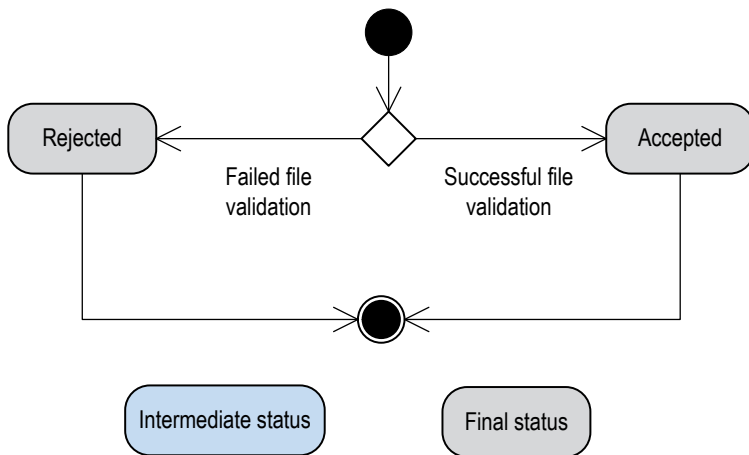 Rejected
Accepted
Failed file
validation
Successful file
validation
Intermediate status
Final status